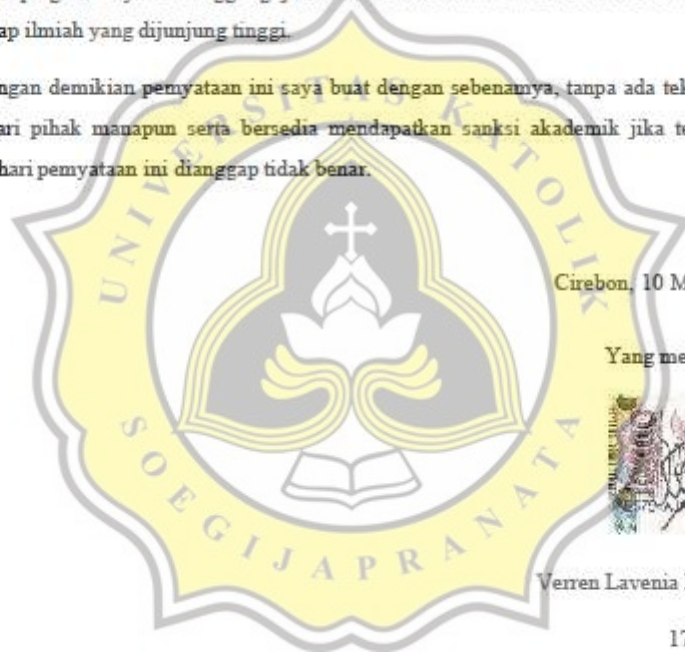 ap ilmiah yang dijunjung tinggi.
ngan demikian pernyataan ini saya buat dengan sebenarnya, tanpa ada tek
ari pihak manapun serta bersedia mendapatkan sanksi akademik jika te
hari pernyataan ini dianggap tidak benar.
UNIVERSITAS KATOLIK
Cirebon, 10 M
Yang me
SOEGIJAPRANATA
Verren Lavenia
17